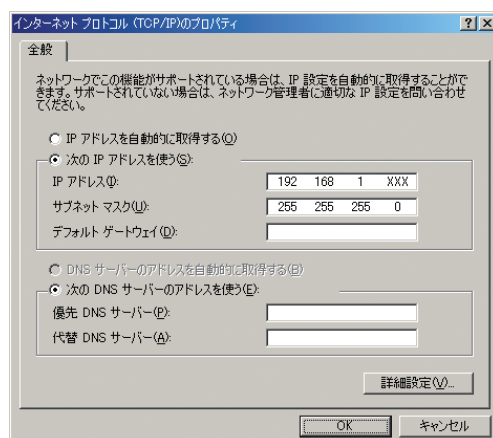 インターネット プロトコル (TCP/IP)のプロパティ
全般
ネットワークでこの機能がサポートされている場合は、IP 設定を自動的に取得することがで
きます。サポートされていない場合は、ネットワーク管理者に適切な IP 設定を問い合わせ
てください。
IP アドレスを自動的に取得する(O)
次の IP アドレスを使う(S):
IP アドレス(I): 192 168 1 XXX
サブネット マスク(U): 255 255 255 0
デフォルト ゲートウェイ(D):
DNS サーバーのアドレスを自動的に取得する(B)
次の DNS サーバーのアドレスを使う(E):
優先 DNS サーバー(P):
代替 DNS サーバー(A):
詳細設定(V)...
OK キャンセル